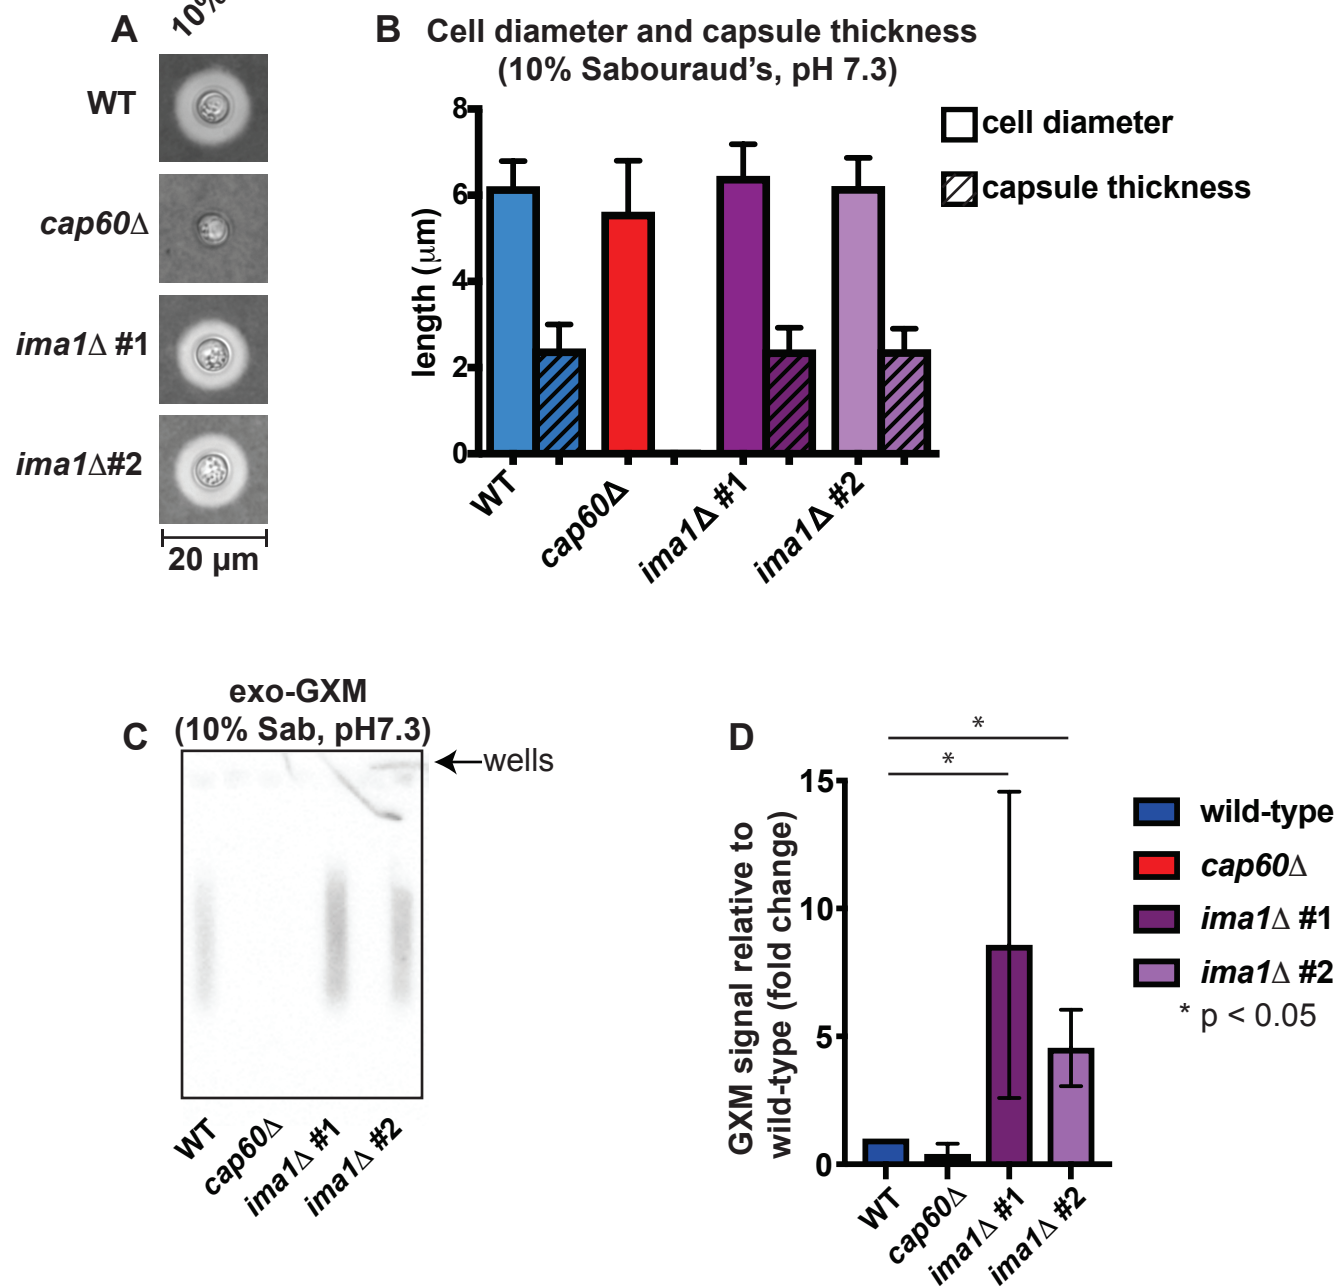 A
10%
WT
cap60Δ
ima1Δ #1
ima1Δ#2
20 µm
B Cell diameter and capsule thickness
(10% Sabouraud's, pH 7.3)
length (µm)
8
6
4
2
0
WT
cap60Δ
ima1Δ #1
ima1Δ #2
cell diameter
capsule thickness
C
exo-GXM
(10% Sab, pH7.3)
wells
WT
cap60Δ
ima1Δ #1
ima1Δ #2
D
GXM signal relative to
wild-type (fold change)
15
10
5
0
*
*
WT
cap60Δ
ima1Δ #1
ima1Δ #2
wild-type
cap60Δ
ima1Δ #1
ima1Δ #2
* p < 0.05